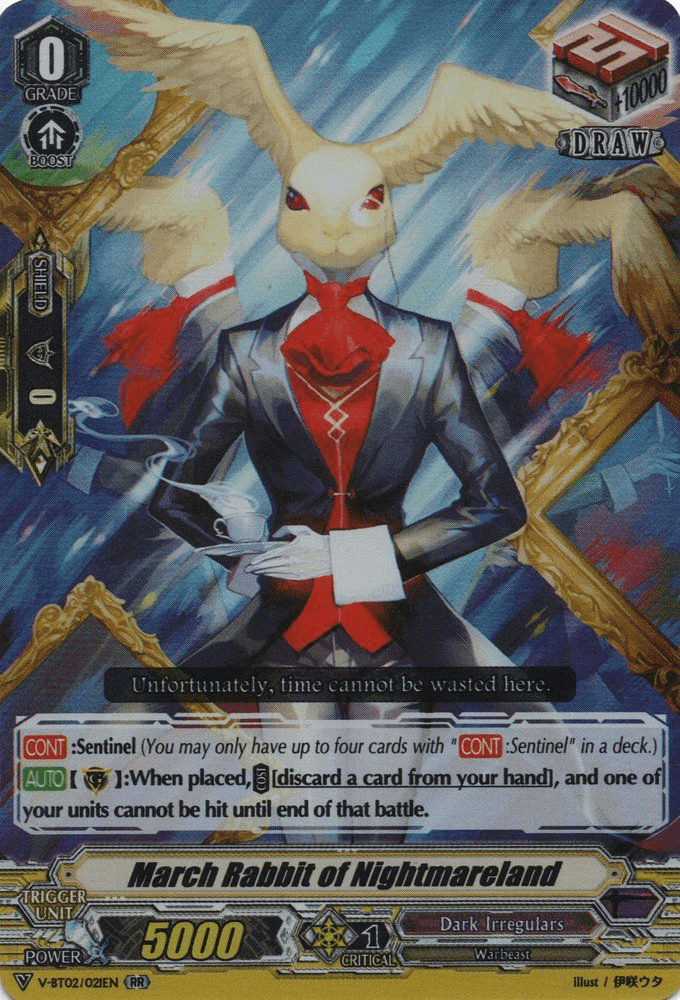 0
GRADE
BOOST
+10000
DRAW
SHIELD
0
Unfortunately, time cannot be wasted here.
CONT :Sentinel (You may only have up to four cards with "CONT:Sentinel" in a deck.)
AUTO【 G 】:When placed, COST [discard a card from your hand], and one of
your units cannot be hit until end of that battle.
March Rabbit of Nightmareland
TRIGGER
UNIT
POWER
5000
1
CRITICAL
Dark Irregulars
Warbeast
V-BT02/021EN RR
illust / 伊咲ウタ